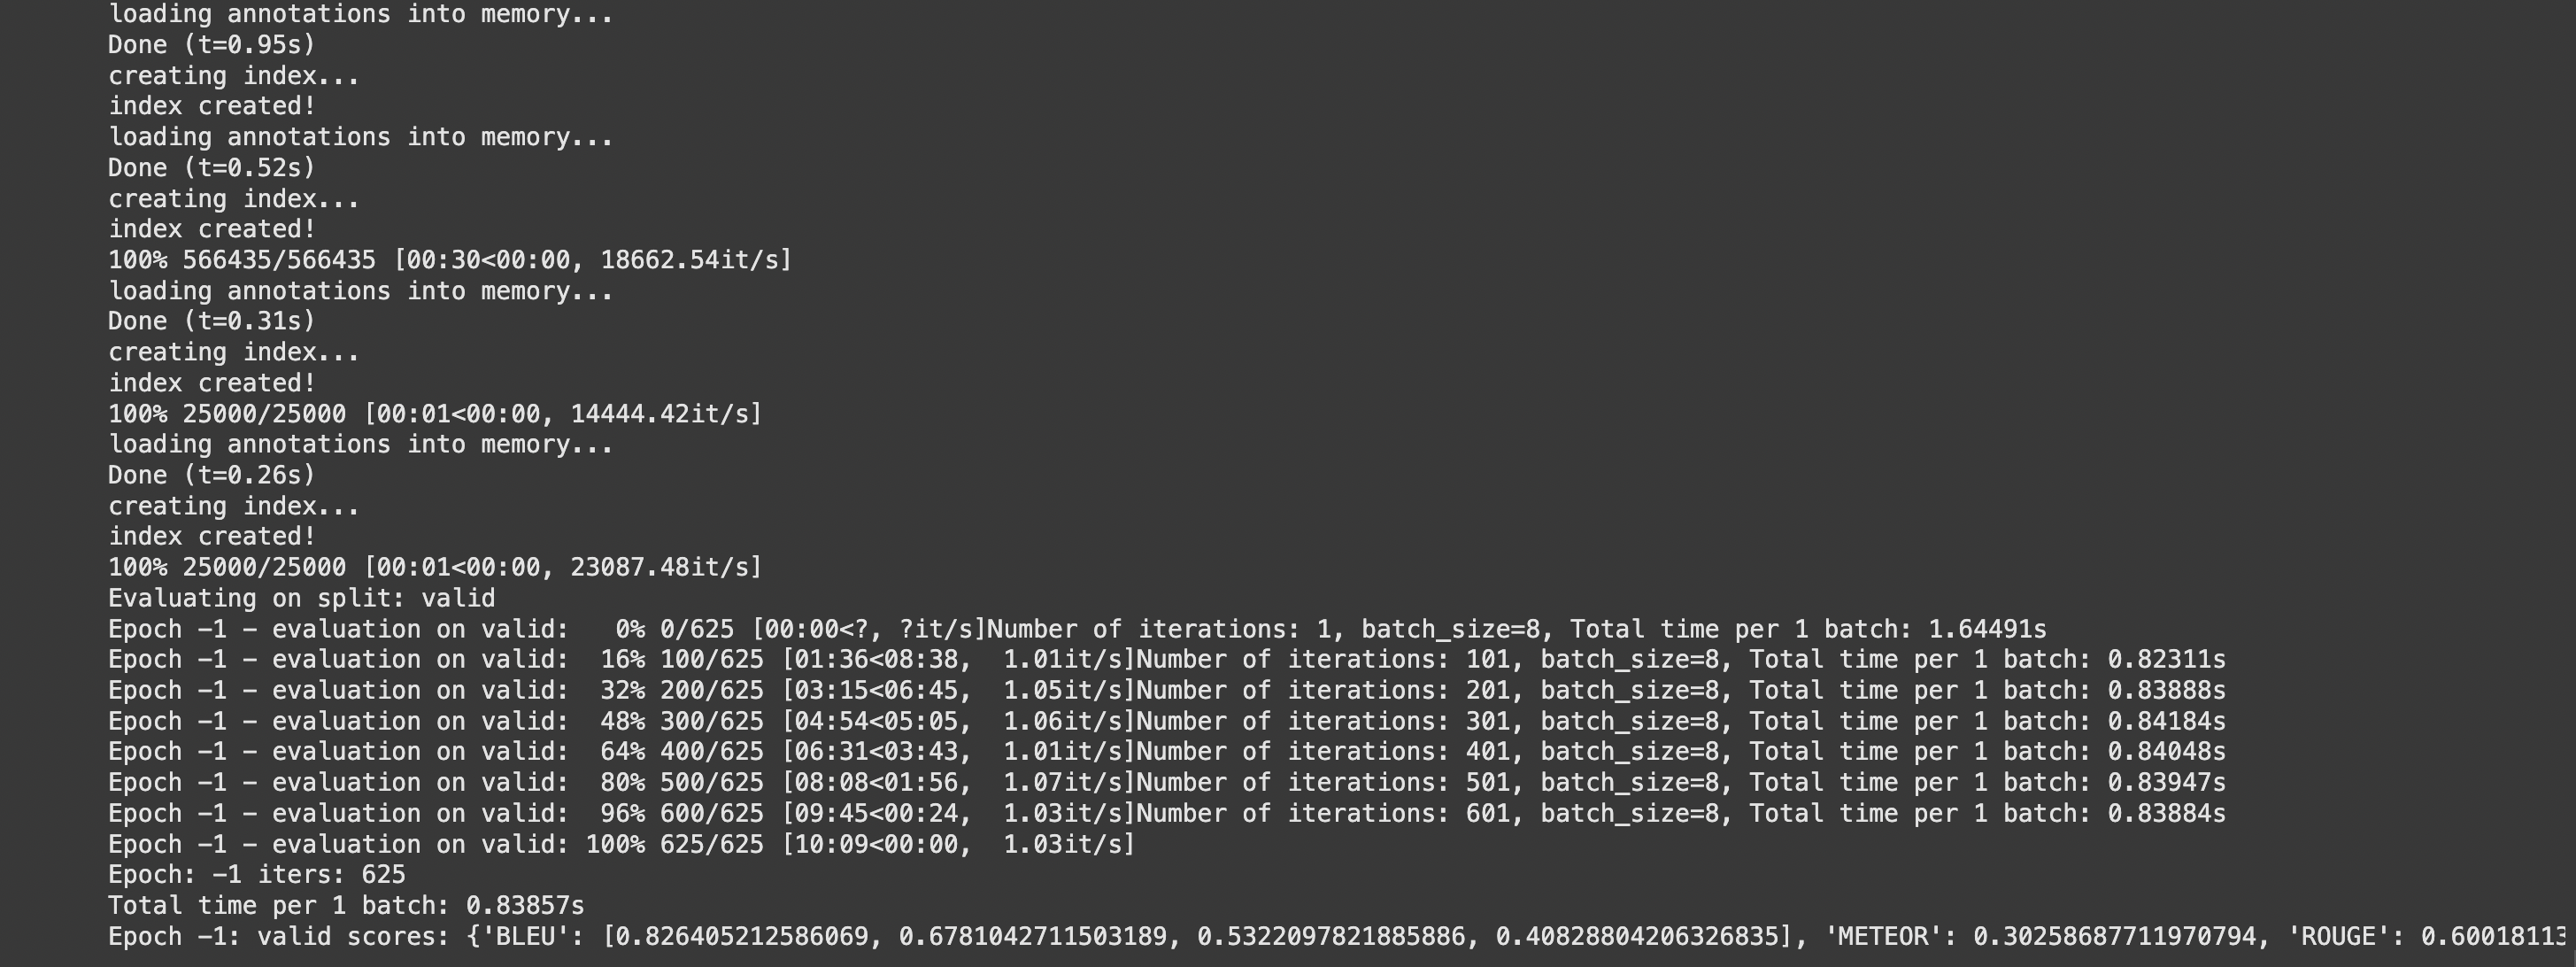 loading annotations into memory...
Done (t=0.95s)
creating index...
index created!
loading annotations into memory...
Done (t=0.52s)
creating index...
index created!
100% 566435/566435 [00:30<00:00, 18662.54it/s]
loading annotations into memory...
Done (t=0.31s)
creating index...
index created!
100% 25000/25000 [00:01<00:00, 14444.42it/s]
loading annotations into memory...
Done (t=0.26s)
creating index...
index created!
100% 25000/25000 [00:01<00:00, 23087.48it/s]
Evaluating on split: valid
Epoch -1 - evaluation on valid:   0% 0/625 [00:00<?, ?it/s]Number of iterations: 1, batch_size=8, Total time per 1 batch: 1.64491s
Epoch -1 - evaluation on valid:  16% 100/625 [01:36<08:38,  1.01it/s]Number of iterations: 101, batch_size=8, Total time per 1 batch: 0.82311s
Epoch -1 - evaluation on valid:  32% 200/625 [03:15<06:45,  1.05it/s]Number of iterations: 201, batch_size=8, Total time per 1 batch: 0.83888s
Epoch -1 - evaluation on valid:  48% 300/625 [04:54<05:05,  1.06it/s]Number of iterations: 301, batch_size=8, Total time per 1 batch: 0.84184s
Epoch -1 - evaluation on valid:  64% 400/625 [06:31<03:43,  1.01it/s]Number of iterations: 401, batch_size=8, Total time per 1 batch: 0.84048s
Epoch -1 - evaluation on valid:  80% 500/625 [08:08<01:56,  1.07it/s]Number of iterations: 501, batch_size=8, Total time per 1 batch: 0.83947s
Epoch -1 - evaluation on valid:  96% 600/625 [09:45<00:24,  1.03it/s]Number of iterations: 601, batch_size=8, Total time per 1 batch: 0.83884s
Epoch -1 - evaluation on valid: 100% 625/625 [10:09<00:00,  1.03it/s]
Epoch: -1 iters: 625
Total time per 1 batch: 0.83857s
Epoch -1: valid scores: {'BLEU': [0.826405212586069, 0.6781042711503189, 0.5322097821885886, 0.40828804206326835], 'METEOR': 0.30258687711970794, 'ROUGE': 0.60018113